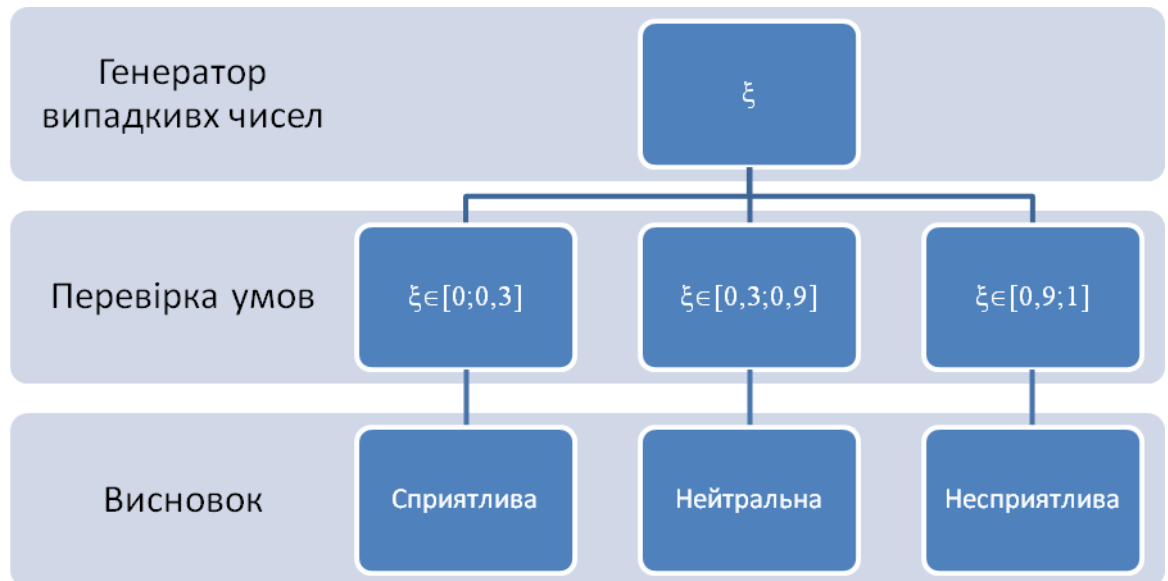 Генератор
випадкивх чисел
ξ
Перевірка умов
ξ∈[0;0,3]
ξ∈[0,3;0,9]
ξ∈[0,9;1]
Висновок
Сприятлива
Нейтральна
Несприятлива